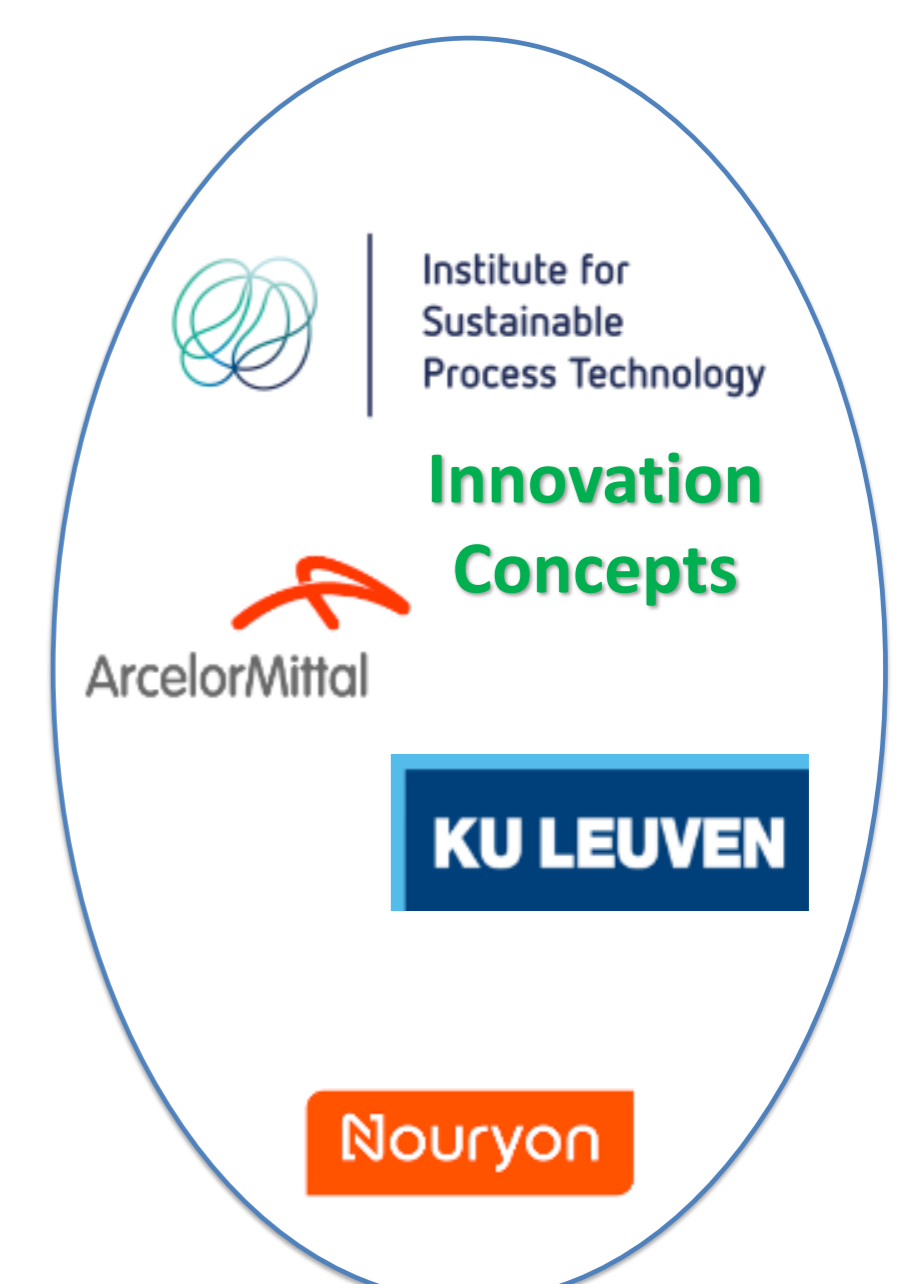 Institute for
Sustainable
Process Technology
Innovation
Concepts
ArcelorMittal
KU LEUVEN
Nouryon